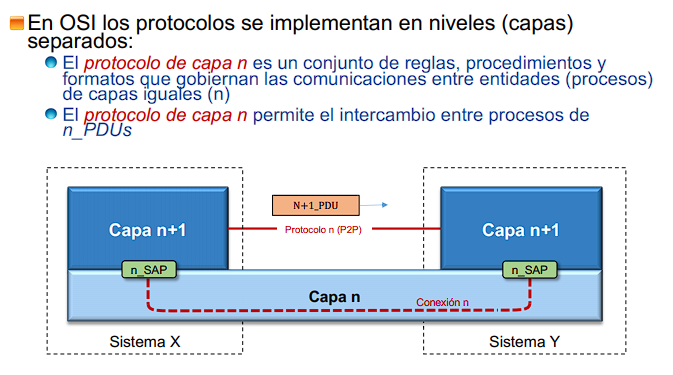 En OSI los protocolos se implementan en niveles (capas)
separados:
El protocolo de capa n es un conjunto de reglas, procedimientos y
formatos que gobiernan las comunicaciones entre entidades (procesos)
de capas iguales (n)
El protocolo de capa n permite el intercambio entre procesos de
n_PDUs
N+1_PDU
Capa n+1
Protocolo n (P2P)
Capa n+1
n_SAP
n_SAP
Capa n
Conexión n
Sistema X
Sistema Y